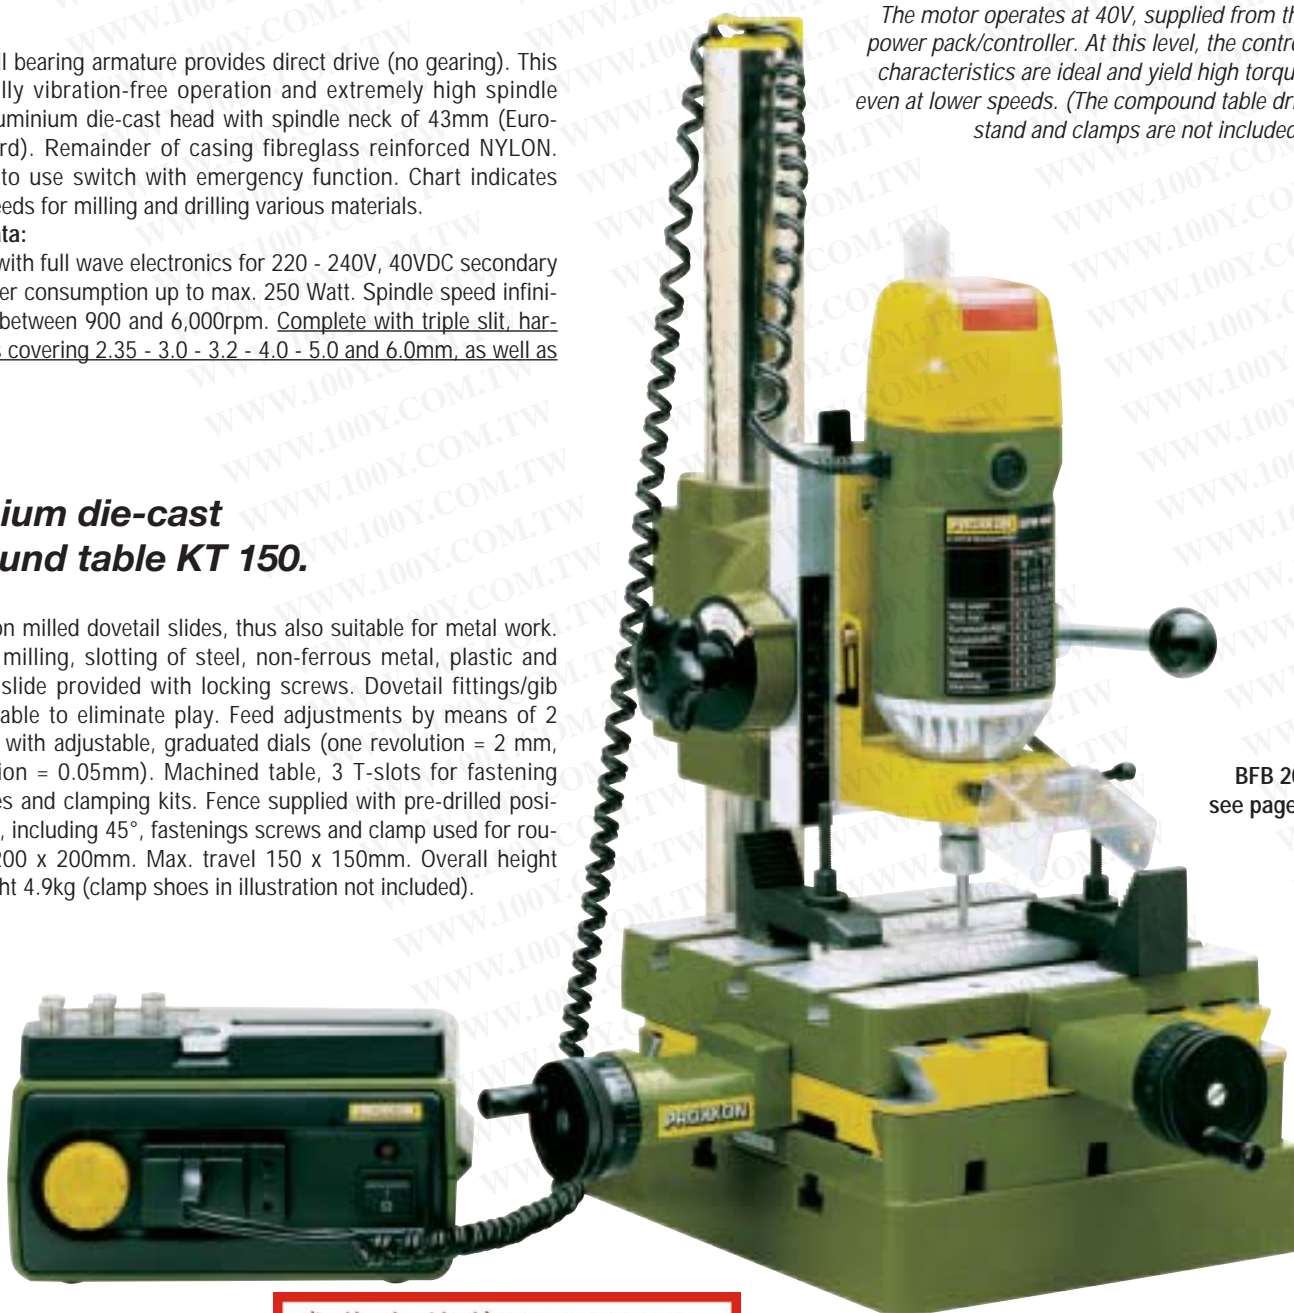 The motor operates at 40V, supplied from th
power pack/controller. At this level, the contro
characteristics are ideal and yield high torqu
even at lower speeds. (The compound table dri
stand and clamps are not included
ll bearing armature provides direct drive (no gearing). This
lly vibration-free operation and extremely high spindle
uminium die-cast head with spindle neck of 43mm (Euro-
rd). Remainder of casing fibreglass reinforced NYLON.
to use switch with emergency function. Chart indicates
eeds for milling and drilling various materials.
ata:
with full wave electronics for 220 - 240V, 40VDC secondary
er consumption up to max. 250 Watt. Spindle speed infini-
between 900 and 6,000rpm. Complete with triple slit, har-
s covering 2.35 - 3.0 - 3.2 - 4.0 - 5.0 and 6.0mm, as well as
ium die-cast
und table KT 150.
on milled dovetail slides, thus also suitable for metal work.
milling, slotting of steel, non-ferrous metal, plastic and
slide provided with locking screws. Dovetail fittings/gib
able to eliminate play. Feed adjustments by means of 2
with adjustable, graduated dials (one revolution = 2 mm,
ion = 0.05mm). Machined table, 3 T-slots for fastening
es and clamping kits. Fence supplied with pre-drilled posi-
, including 45°, fastenings screws and clamp used for rou-
200 x 200mm. Max. travel 150 x 150mm. Overall height
ht 4.9kg (clamp shoes in illustration not included).
BFB 20
see page
PROXXON
PROXXON
PROXXON
WWW.100Y.COM.TW